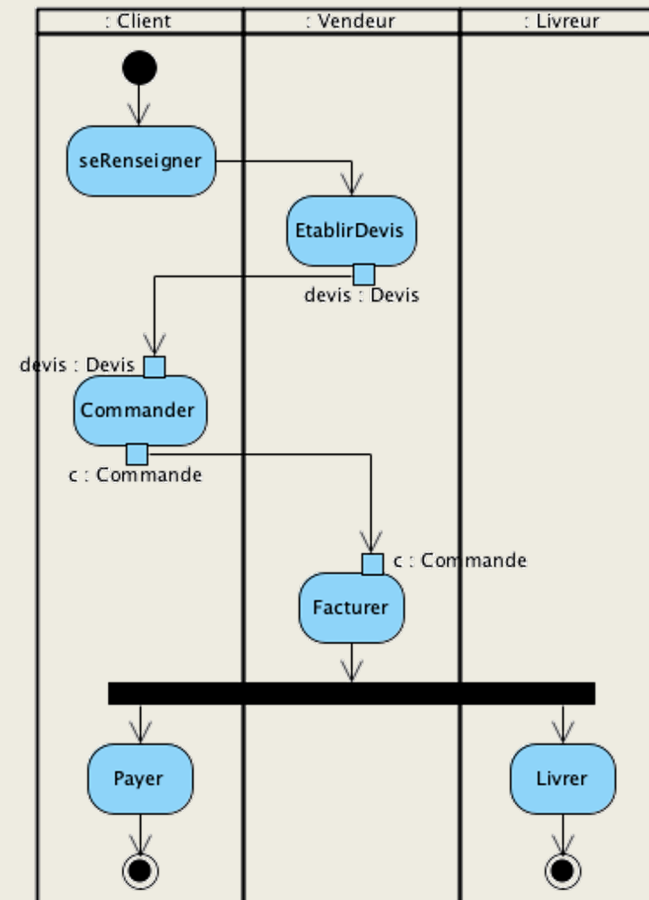 : Client
: Vendeur
: Livreur
seRenseigner
EtablirDevis
devis : Devis
devis : Devis
Commander
c : Commande
c : Commande
Facturer
Payer
Livrer